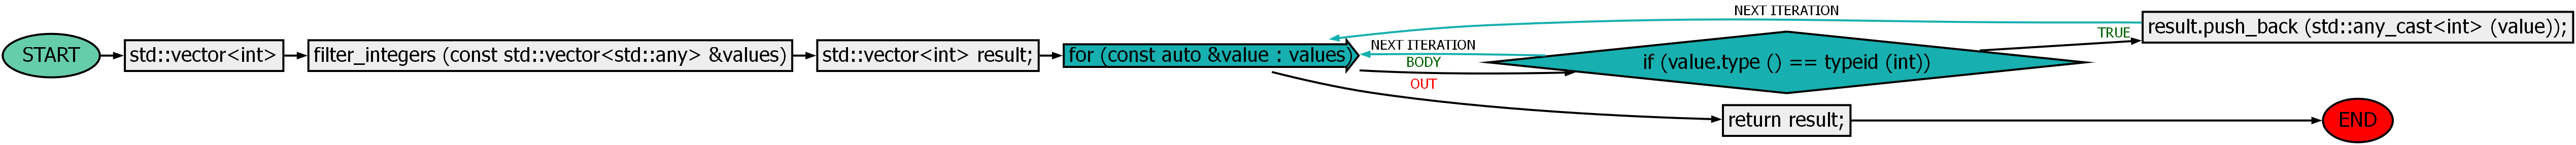 START
std::vector<int>
filter_integers (const std::vector<std::any> &values)
std::vector<int> result;
for (const auto &value : values)
NEXT ITERATION
NEXT ITERATION
BODY
OUT
if (value.type () == typeid (int))
TRUE
result.push_back (std::any_cast<int> (value));
return result;
END